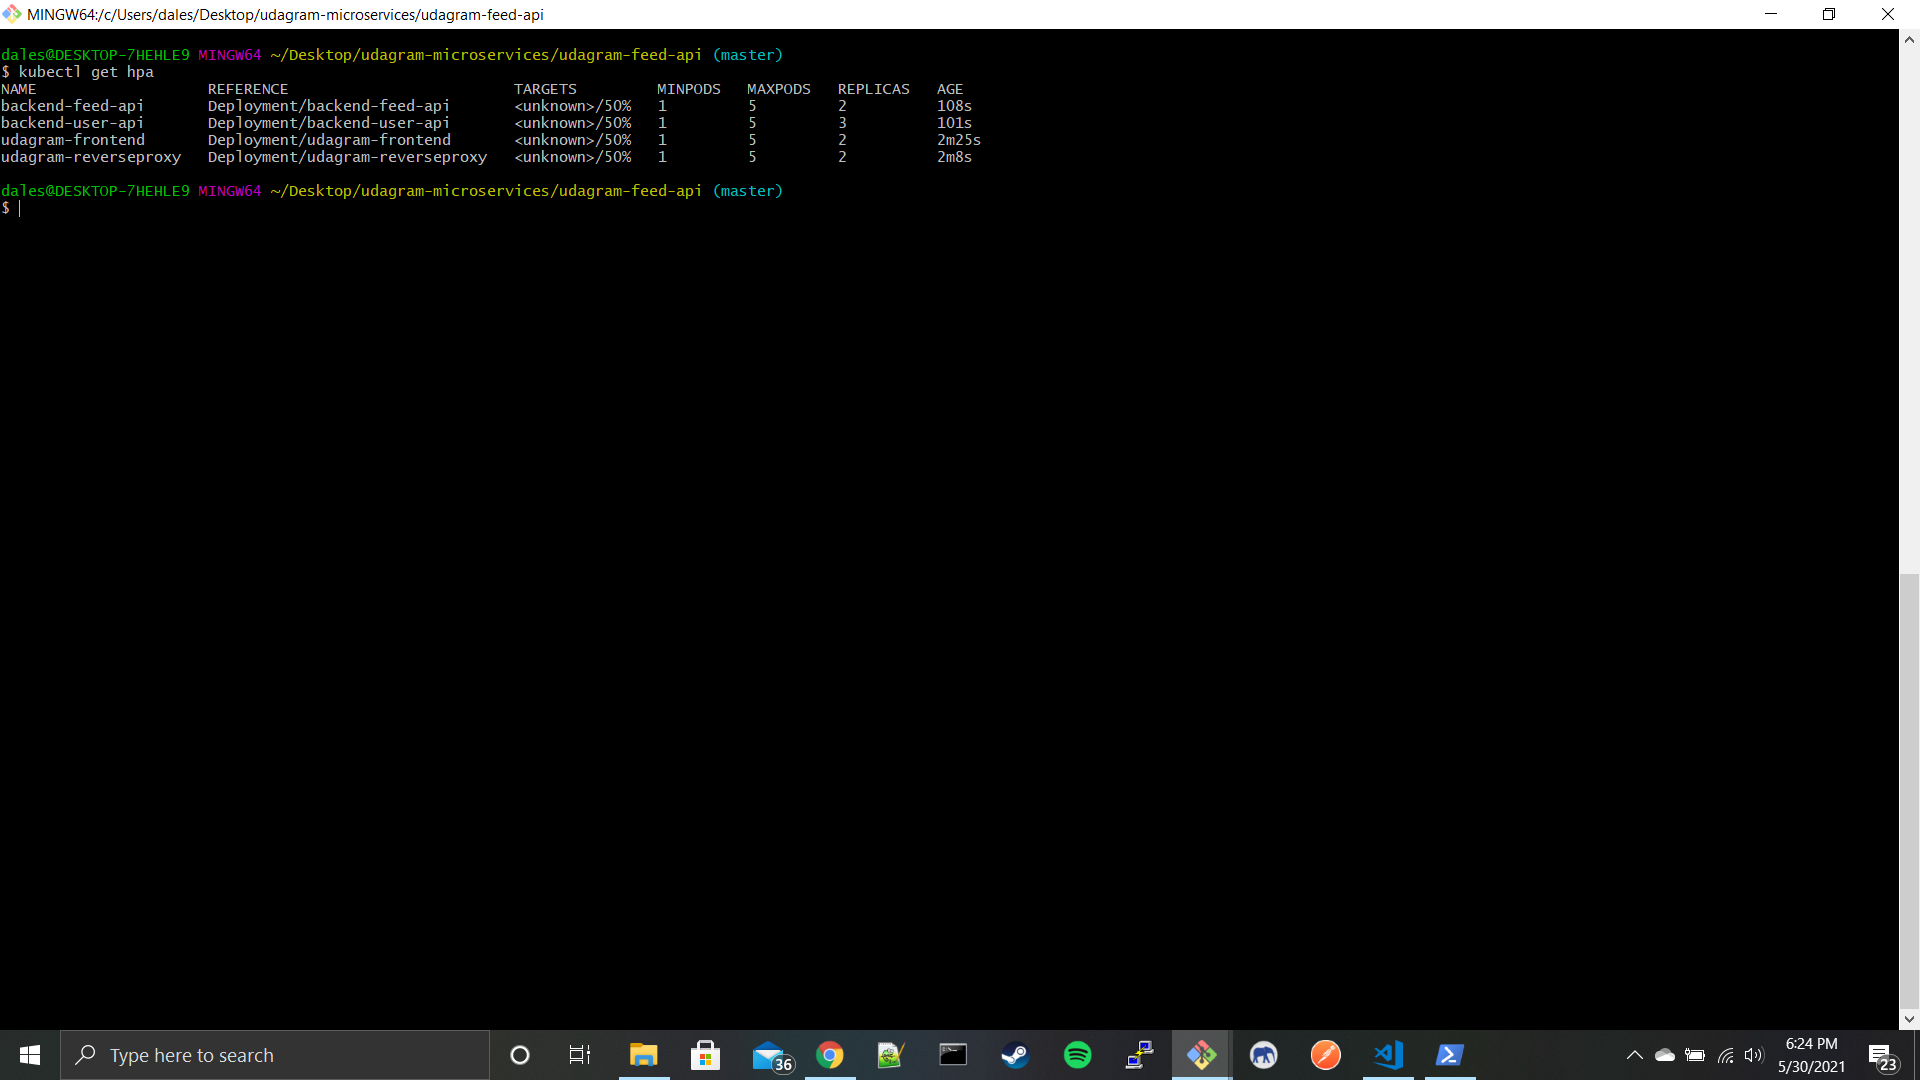 MINGW64:/c/Users/dales/Desktop/udagram-microservices/udagram-feed-api
dales@DESKTOP-7HEHLE9 MINGW64 ~/Desktop/udagram-microservices/udagram-feed-api (master)
$ kubectl get hpa
NAME REFERENCE TARGETS MINPODS MAXPODS REPLICAS AGE
backend-feed-api Deployment/backend-feed-api <unknown>/50% 1 5 2 108s
backend-user-api Deployment/backend-user-api <unknown>/50% 1 5 3 101s
udagram-frontend Deployment/udagram-frontend <unknown>/50% 1 5 2 2m25s
udagram-reverseproxy Deployment/udagram-reverseproxy <unknown>/50% 1 5 2 2m8s
dales@DESKTOP-7HEHLE9 MINGW64 ~/Desktop/udagram-microservices/udagram-feed-api (master)
$
Type here to search
36
6:24 PM
5/30/2021
23